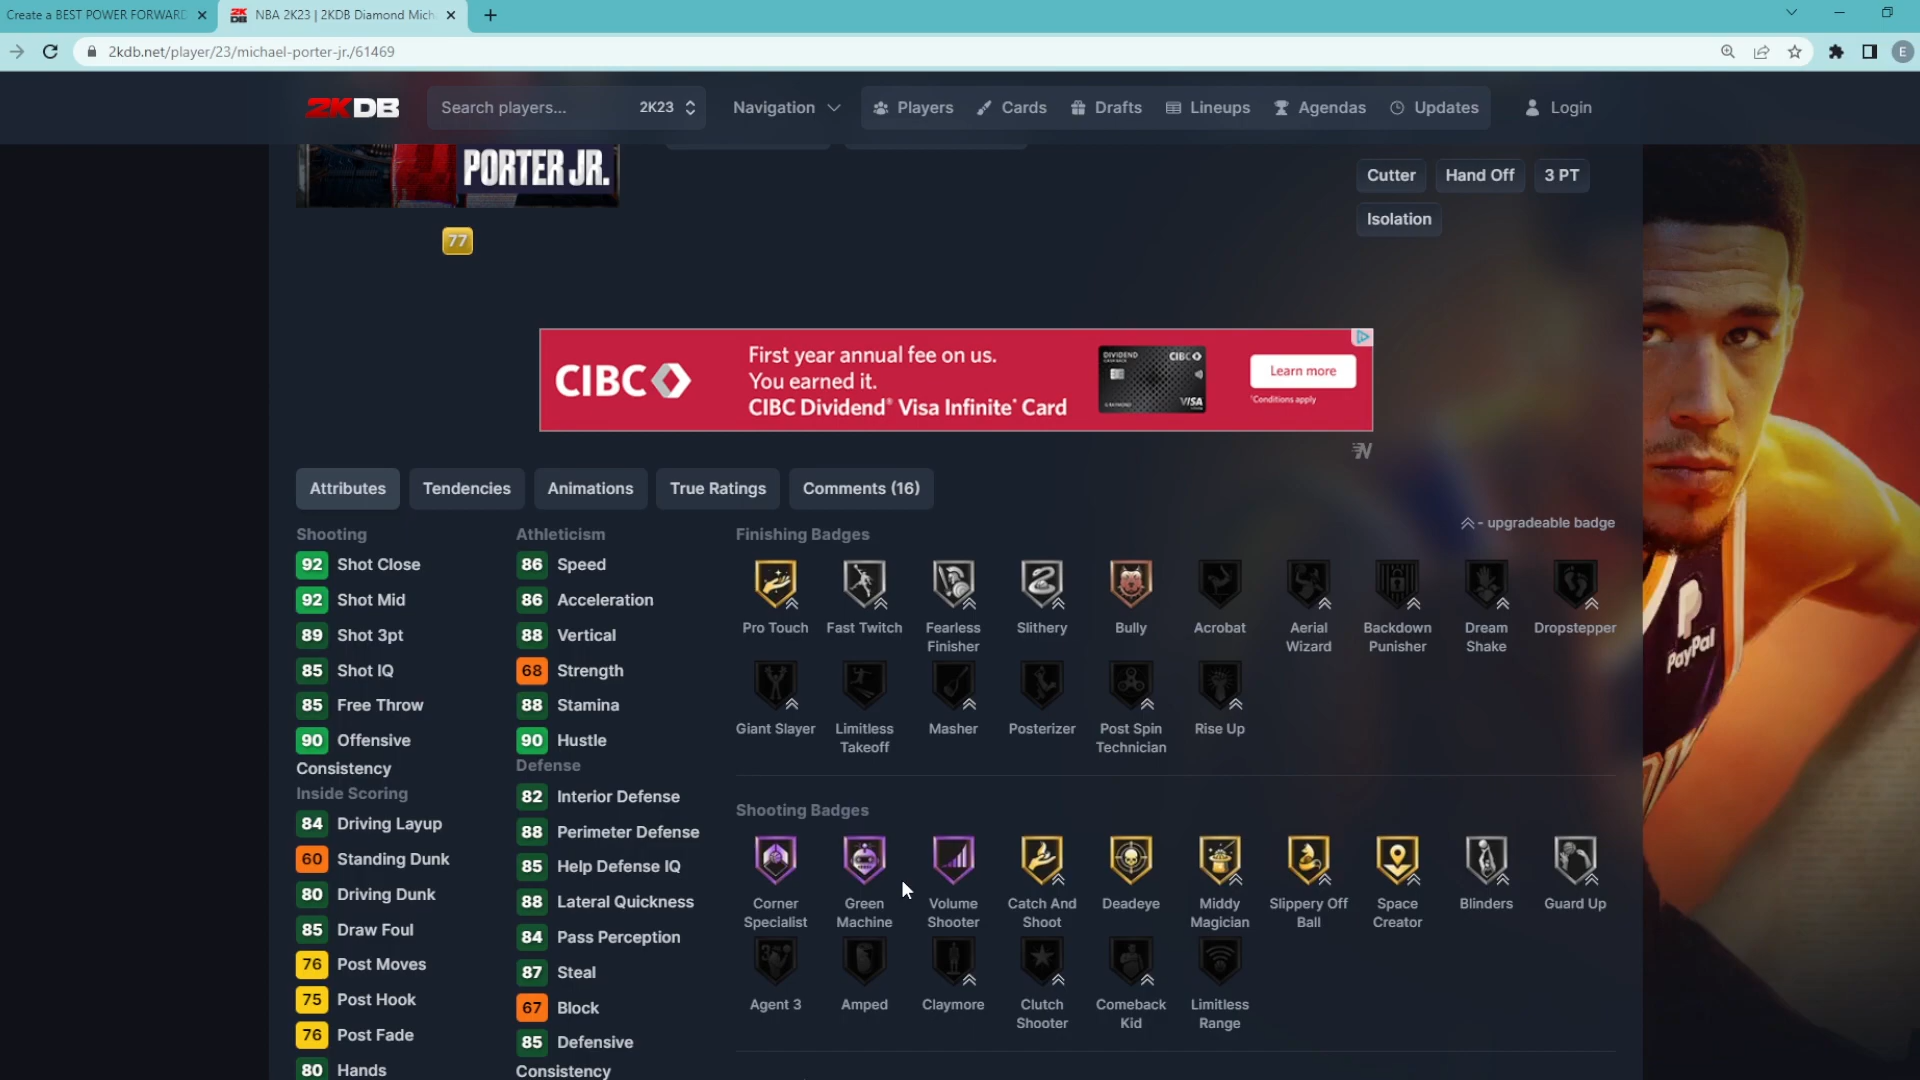 Create a BEST POWER FORWARD
NBA 2K23 | 2KDB Diamond Mich
2kdb.net/player/23/michael-porter-jr./61469
E
2KDB
Search players...
2K23
Navigation
Players
Cards
Drafts
Lineups
Agendas
Updates
Login
PORTER JR.
77
Cutter
Hand Off
3 PT
Isolation
CIBC
First year annual fee on us.
You earned it.
CIBC Dividend® Visa Infinite* Card
DIVIDEND
CIBC
VISA
Learn more
*Conditions apply
Attributes
Tendencies
Animations
True Ratings
Comments (16)
- upgradeable badge
Shooting
92 Shot Close
92 Shot Mid
89 Shot 3pt
85 Shot IQ
85 Free Throw
90 Offensive
Consistency
Inside Scoring
84 Driving Layup
60 Standing Dunk
80 Driving Dunk
85 Draw Foul
76 Post Moves
75 Post Hook
76 Post Fade
80 Hands
Athleticism
86 Speed
86 Acceleration
88 Vertical
68 Strength
88 Stamina
90 Hustle
Defense
82 Interior Defense
88 Perimeter Defense
85 Help Defense IQ
88 Lateral Quickness
84 Pass Perception
87 Steal
67 Block
85 Defensive
Consistency
Finishing Badges
Pro Touch
Fast Twitch
Fearless
Finisher
Slithery
Bully
Acrobat
Aerial
Wizard
Backdown
Punisher
Dream
Shake
Dropstepper
Giant Slayer
Limitless
Takeoff
Masher
Posterizer
Post Spin
Technician
Rise Up
Shooting Badges
Corner
Specialist
Green
Machine
Volume
Shooter
Catch And
Shoot
Deadeye
Middy
Magician
Slippery Off
Ball
Space
Creator
Blinders
Guard Up
Agent 3
Amped
Claymore
Clutch
Shooter
Comeback
Kid
Limitless
Range
PayPal